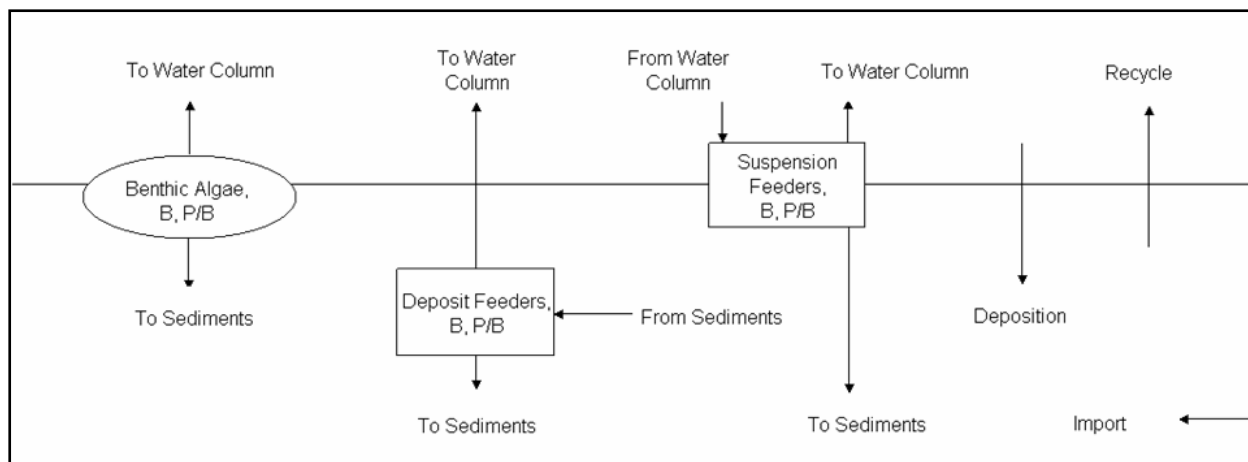 To Water Column
To Water
Column
From Water
Column
To Water Column
Recycle
Benthic Algae,
B, P/B
Suspension
Feeders,
B, P/B
Deposit Feeders,
B, P/B
From Sediments
To Sediments
Deposition
To Sediments
To Sediments
Import